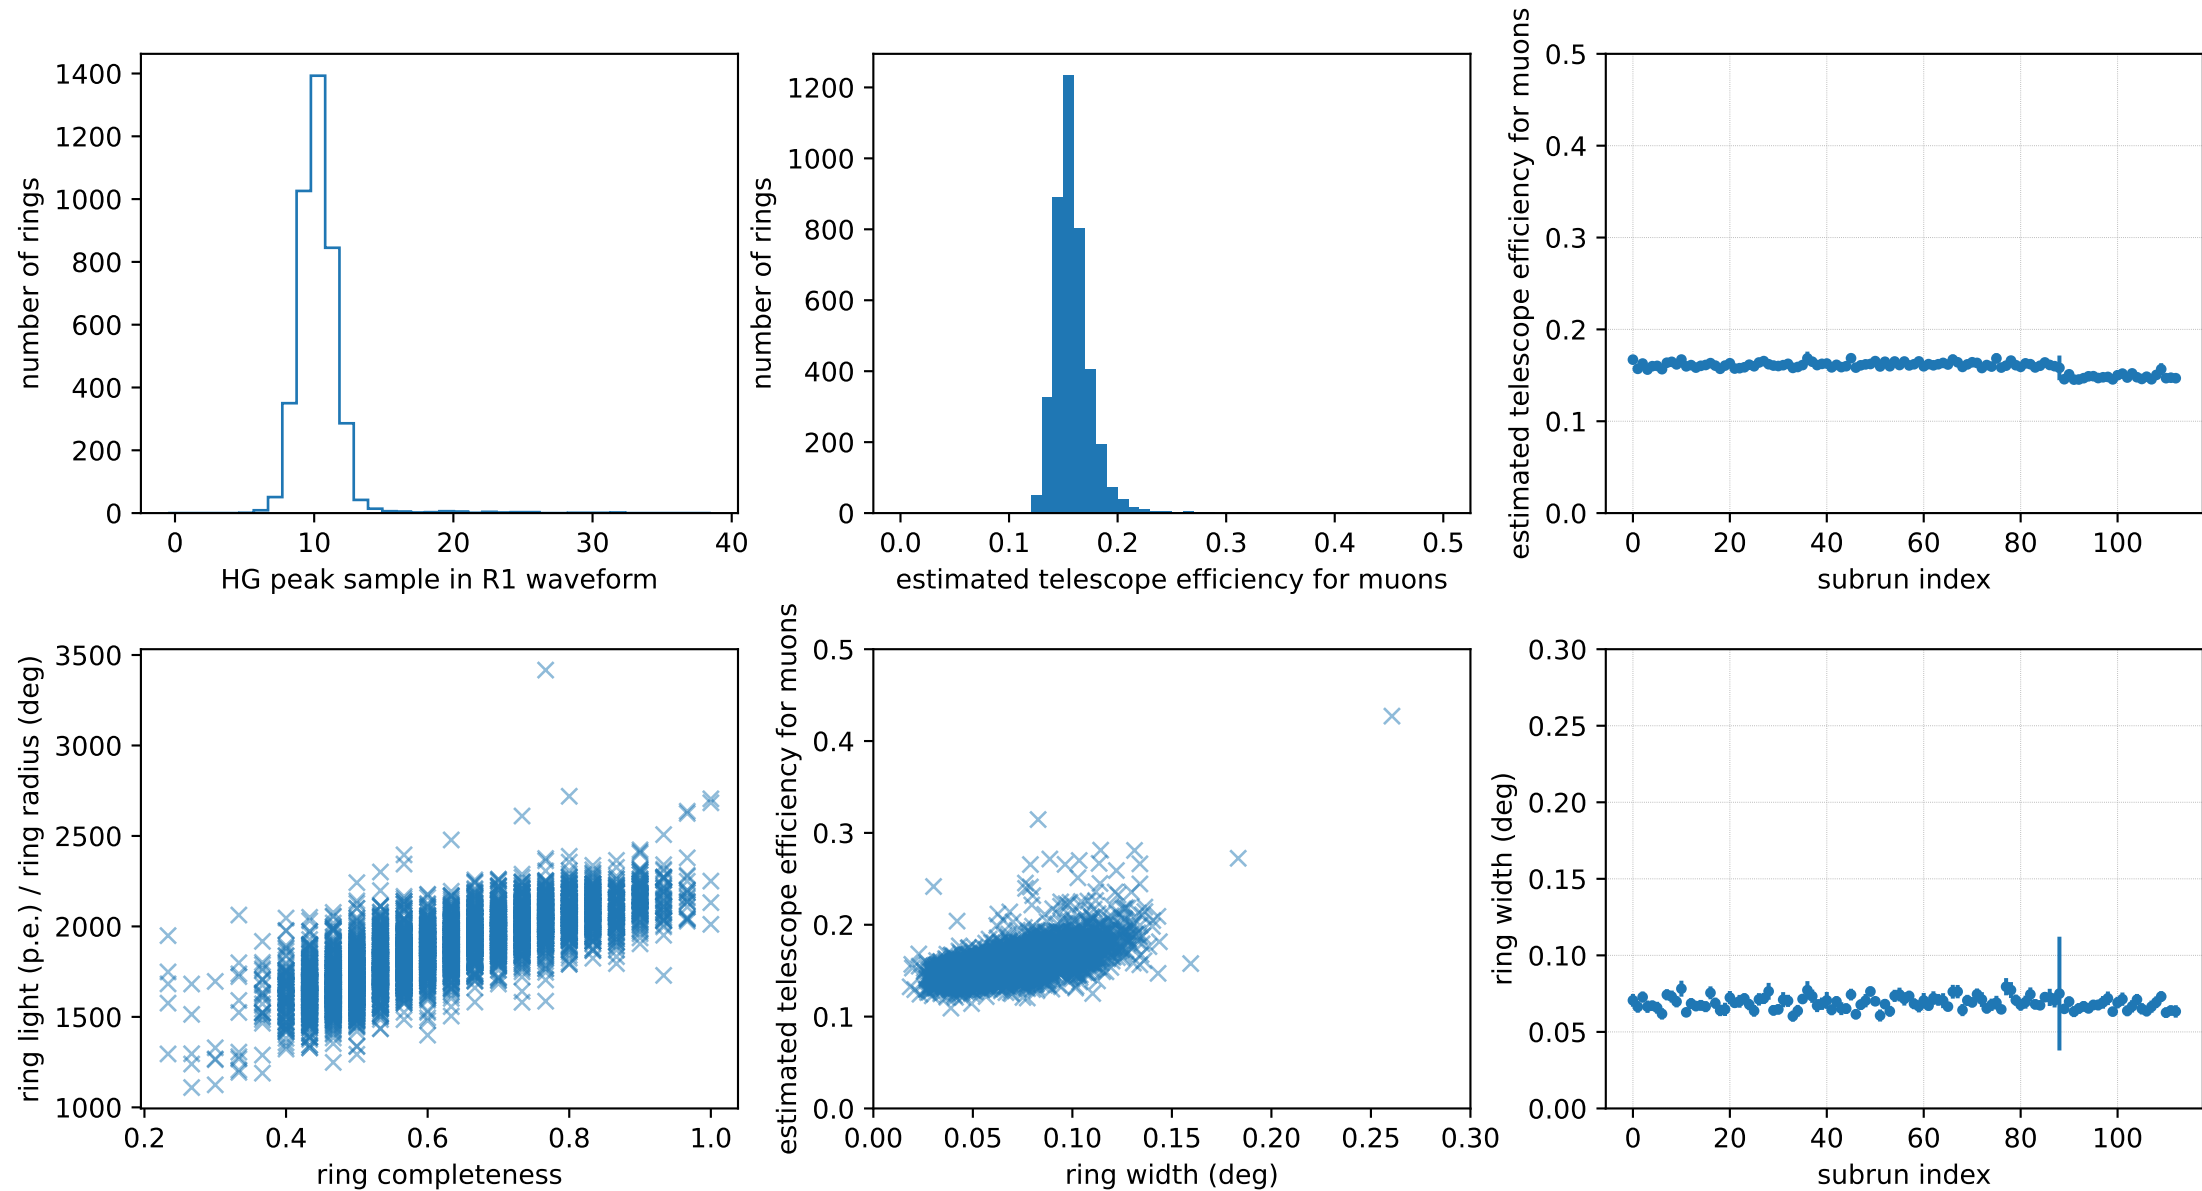 1400
1200
1000
800
600
400
200
0
number of rings
0 10 20 30 40
HG peak sample in R1 waveform
1200
1000
800
600
400
200
0
number of rings
0.0 0.1 0.2 0.3 0.4 0.5
estimated telescope efficiency for muons
0.5
0.4
0.3
0.2
0.1
0.0
estimated telescope efficiency for muons
0 20 40 60 80 100
subrun index
3500
3000
2500
2000
1500
1000
ring light (p.e.) / ring radius (deg)
0.2 0.4 0.6 0.8 1.0
ring completeness
0.5
0.4
0.3
0.2
0.1
0.0
estimated telescope efficiency for muons
0.00 0.05 0.10 0.15 0.20 0.25 0.30
ring width (deg)
0.30
0.25
0.20
0.15
0.10
0.05
0.00
ring width (deg)
0 20 40 60 80 100
subrun index